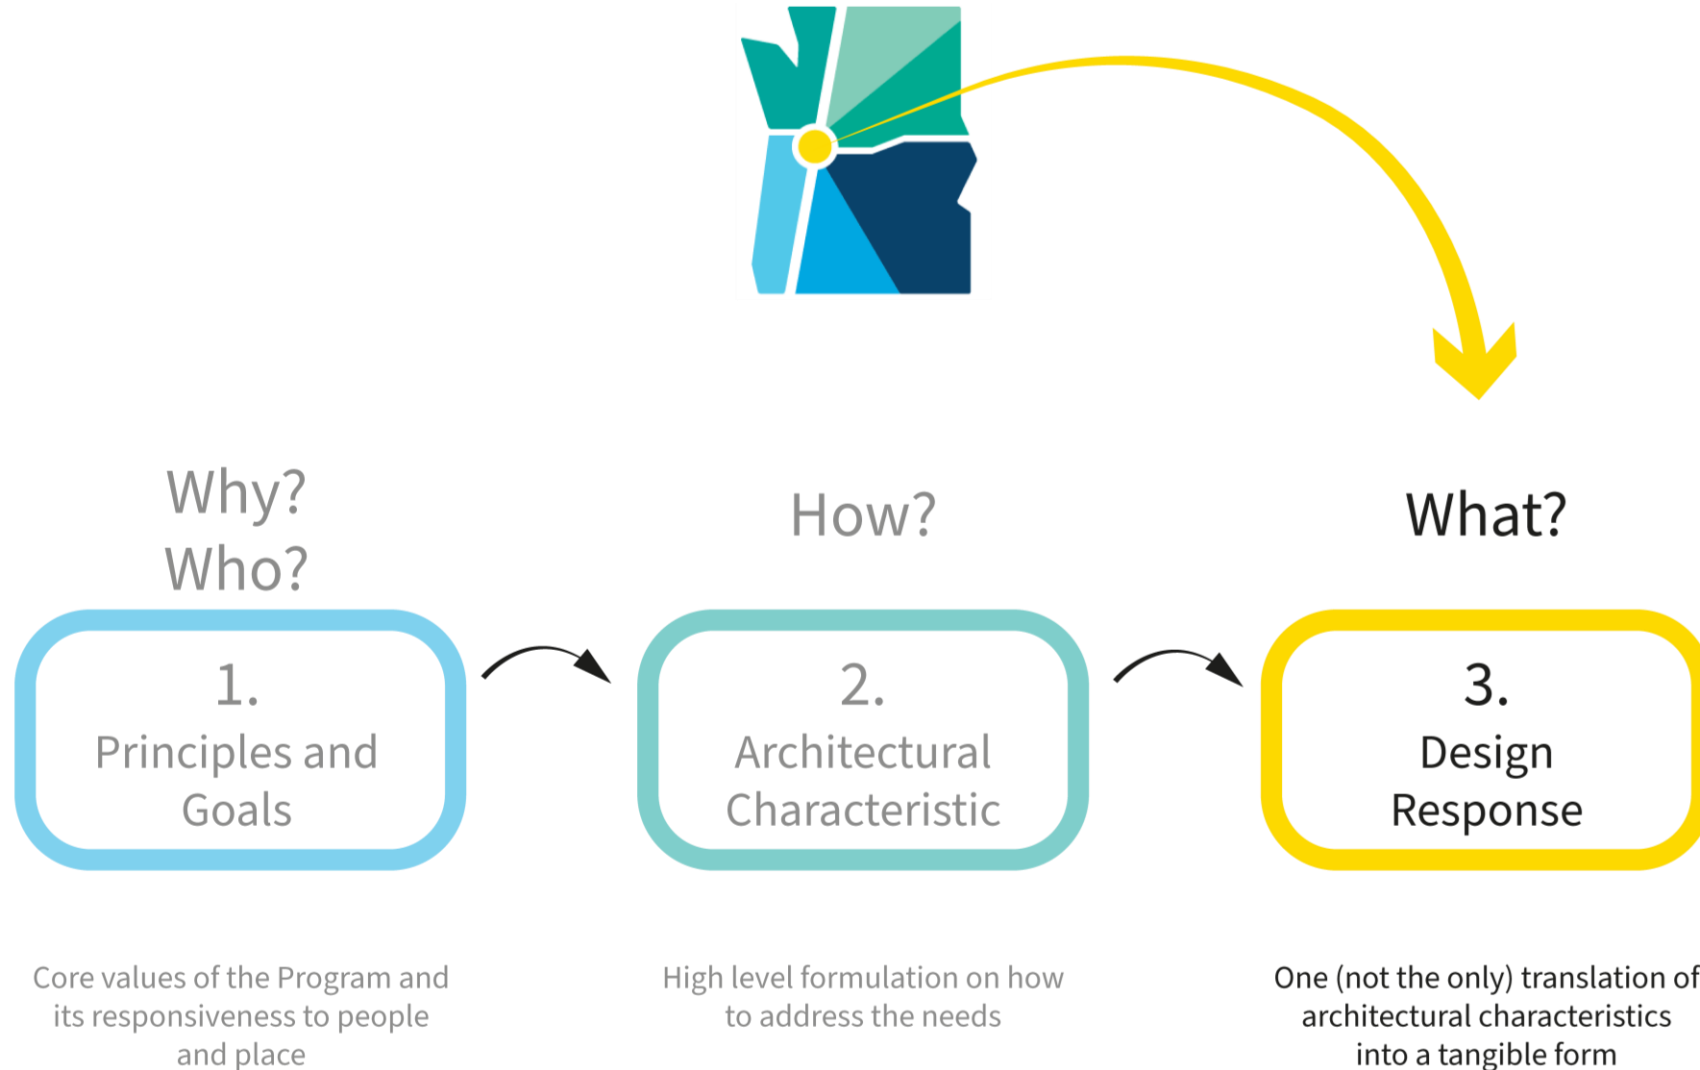 Why?
Who?
1.
Principles and
Goals
Core values of the Program and
its responsiveness to people
and place
How?
2.
Architectural
Characteristic
High level formulation on how
to address the needs
What?
3.
Design
Response
One (not the only) translation of
architectural characteristics
into a tangible form